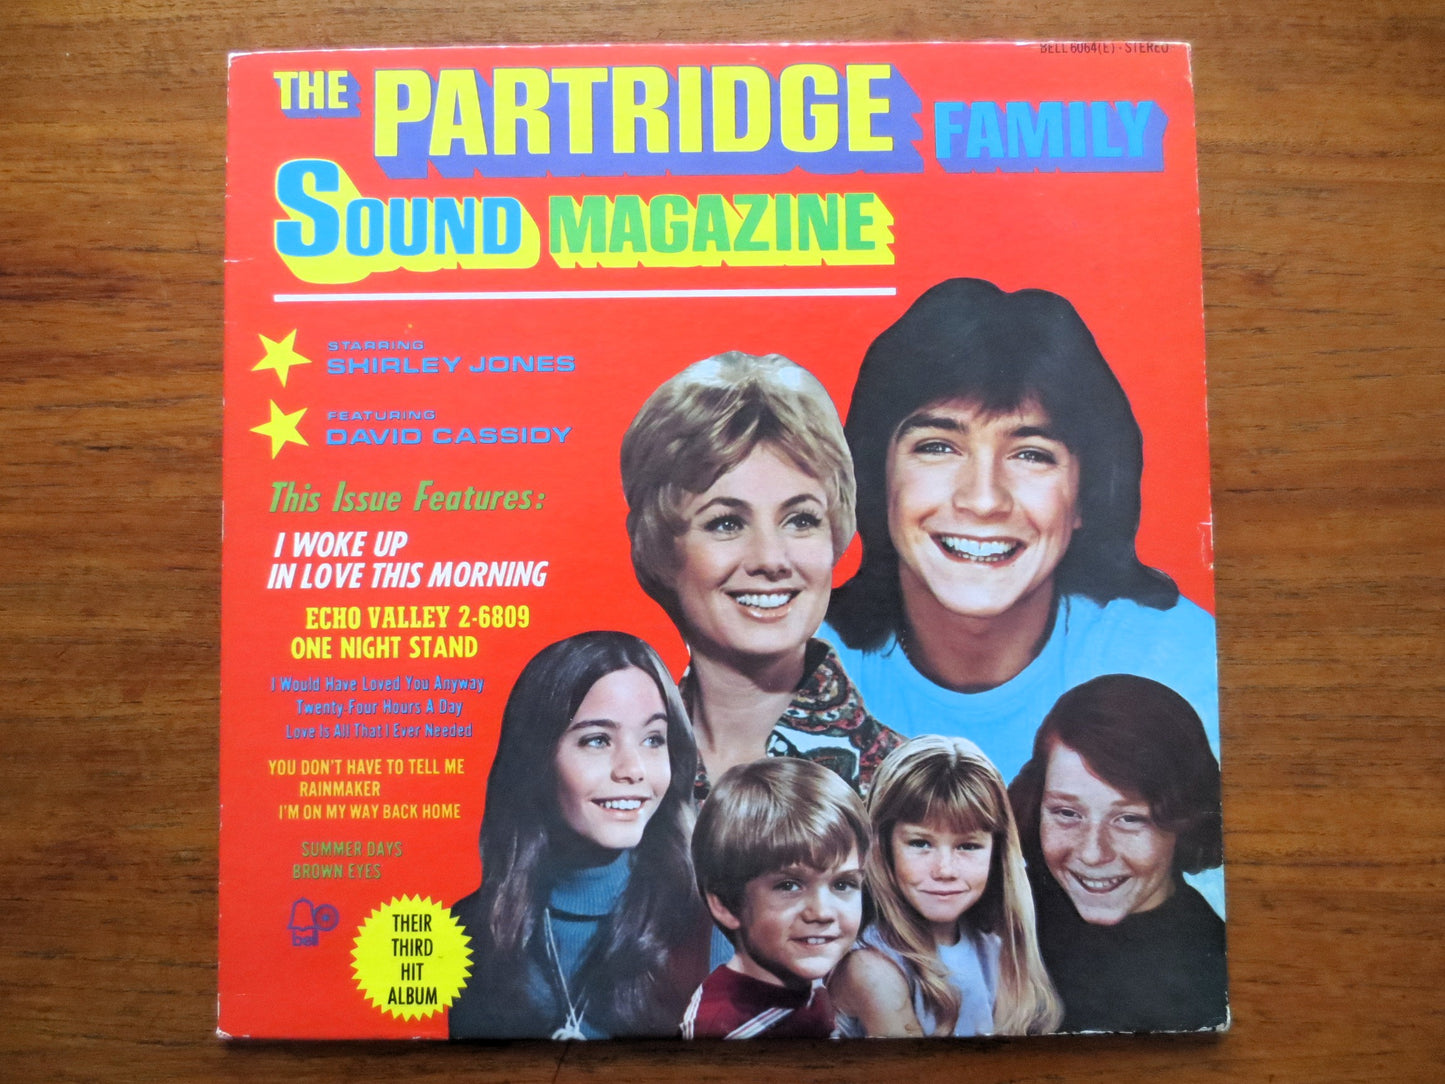 BELL 6064(E) - STEREO
THE PARTRIDGE FAMILY
SOUND MAGAZINE
STARRING
SHIRLEY JONES
FEATURING
DAVID CASSIDY
This Issue Features:
I WOKE UP
IN LOVE THIS MORNING
ECHO VALLEY 2-6809
ONE NIGHT STAND
I Would Have Loved You Anyway
Twenty-Four Hours A Day
Love Is All That I Ever Needed
YOU DON'T HAVE TO TELL ME
RAINMAKER
I'M ON MY WAY BACK HOME
SUMMER DAYS
BROWN EYES
bell
THEIR
THIRD
HIT
ALBUM